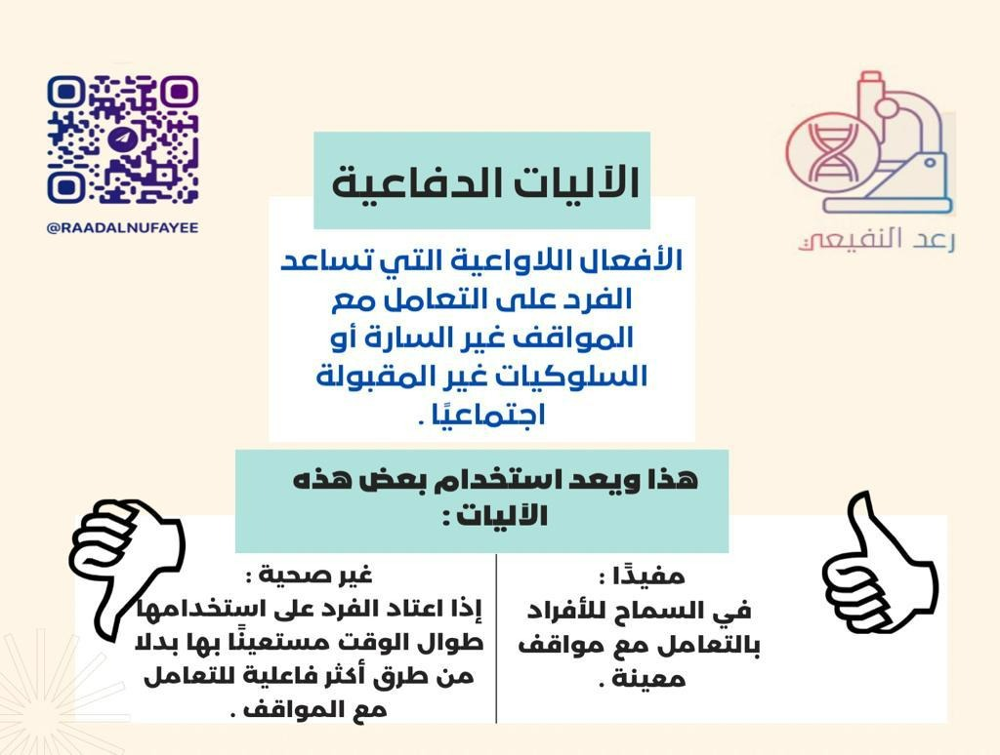 @RAADALNUFAYEE
رعد النفيعي
الآليات الدفاعية
الأفعال اللاواعية التي تساعد
الفرد على التعامل مع
المواقف غير السارة أو
السلوكيات غير المقبولة
اجتماعيًا .
هذا ويعد استخدام بعض هذه
الآليات :
مفيدًا :
في السماح للأفراد
بالتعامل مع مواقف
معينة .
غير صحية :
إذا اعتاد الفرد على استخدامها
طوال الوقت مستعينًا بها بدلا
من طرق أكثر فاعلية للتعامل
مع المواقف .